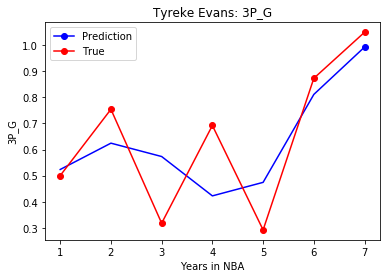 Tyreke Evans: 3P_G
Prediction
True
3P_G
1.0
0.9
0.8
0.7
0.6
0.5
0.4
0.3
1 2 3 4 5 6 7
Years in NBA